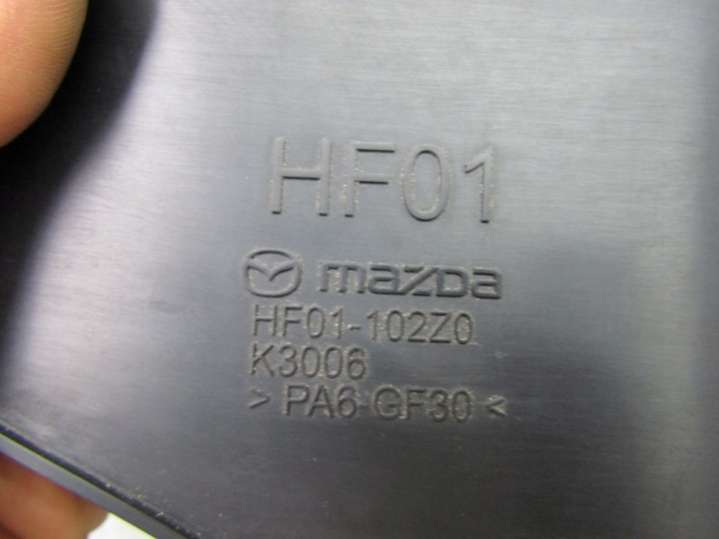 HF01
mazda
HF01-102Z0
K3006
> PA6-GF30 <